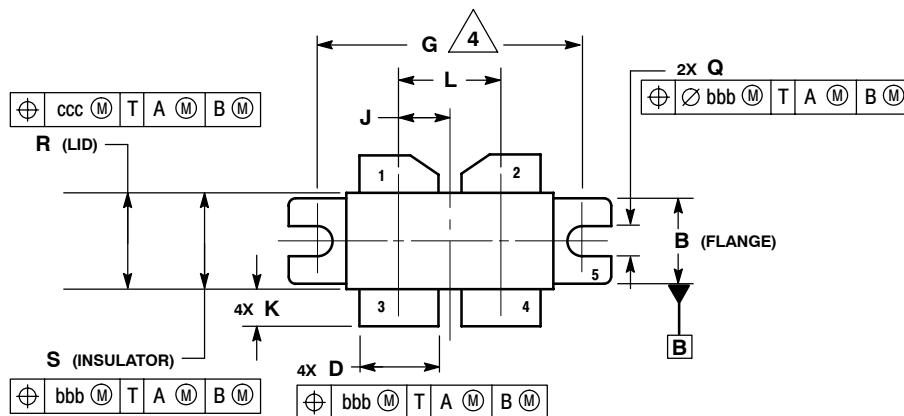 G 4
L
2X Q
⌖ ⌀ bbb Ⓜ T A Ⓜ B Ⓜ
⌖ ccc Ⓜ T A Ⓜ B Ⓜ
J
R (LID)
1
2
B (FLANGE)
5
4X K
3
4
S (INSULATOR)
B
4X D
⌖ bbb Ⓜ T A Ⓜ B Ⓜ
⌖ bbb Ⓜ T A Ⓜ B Ⓜ